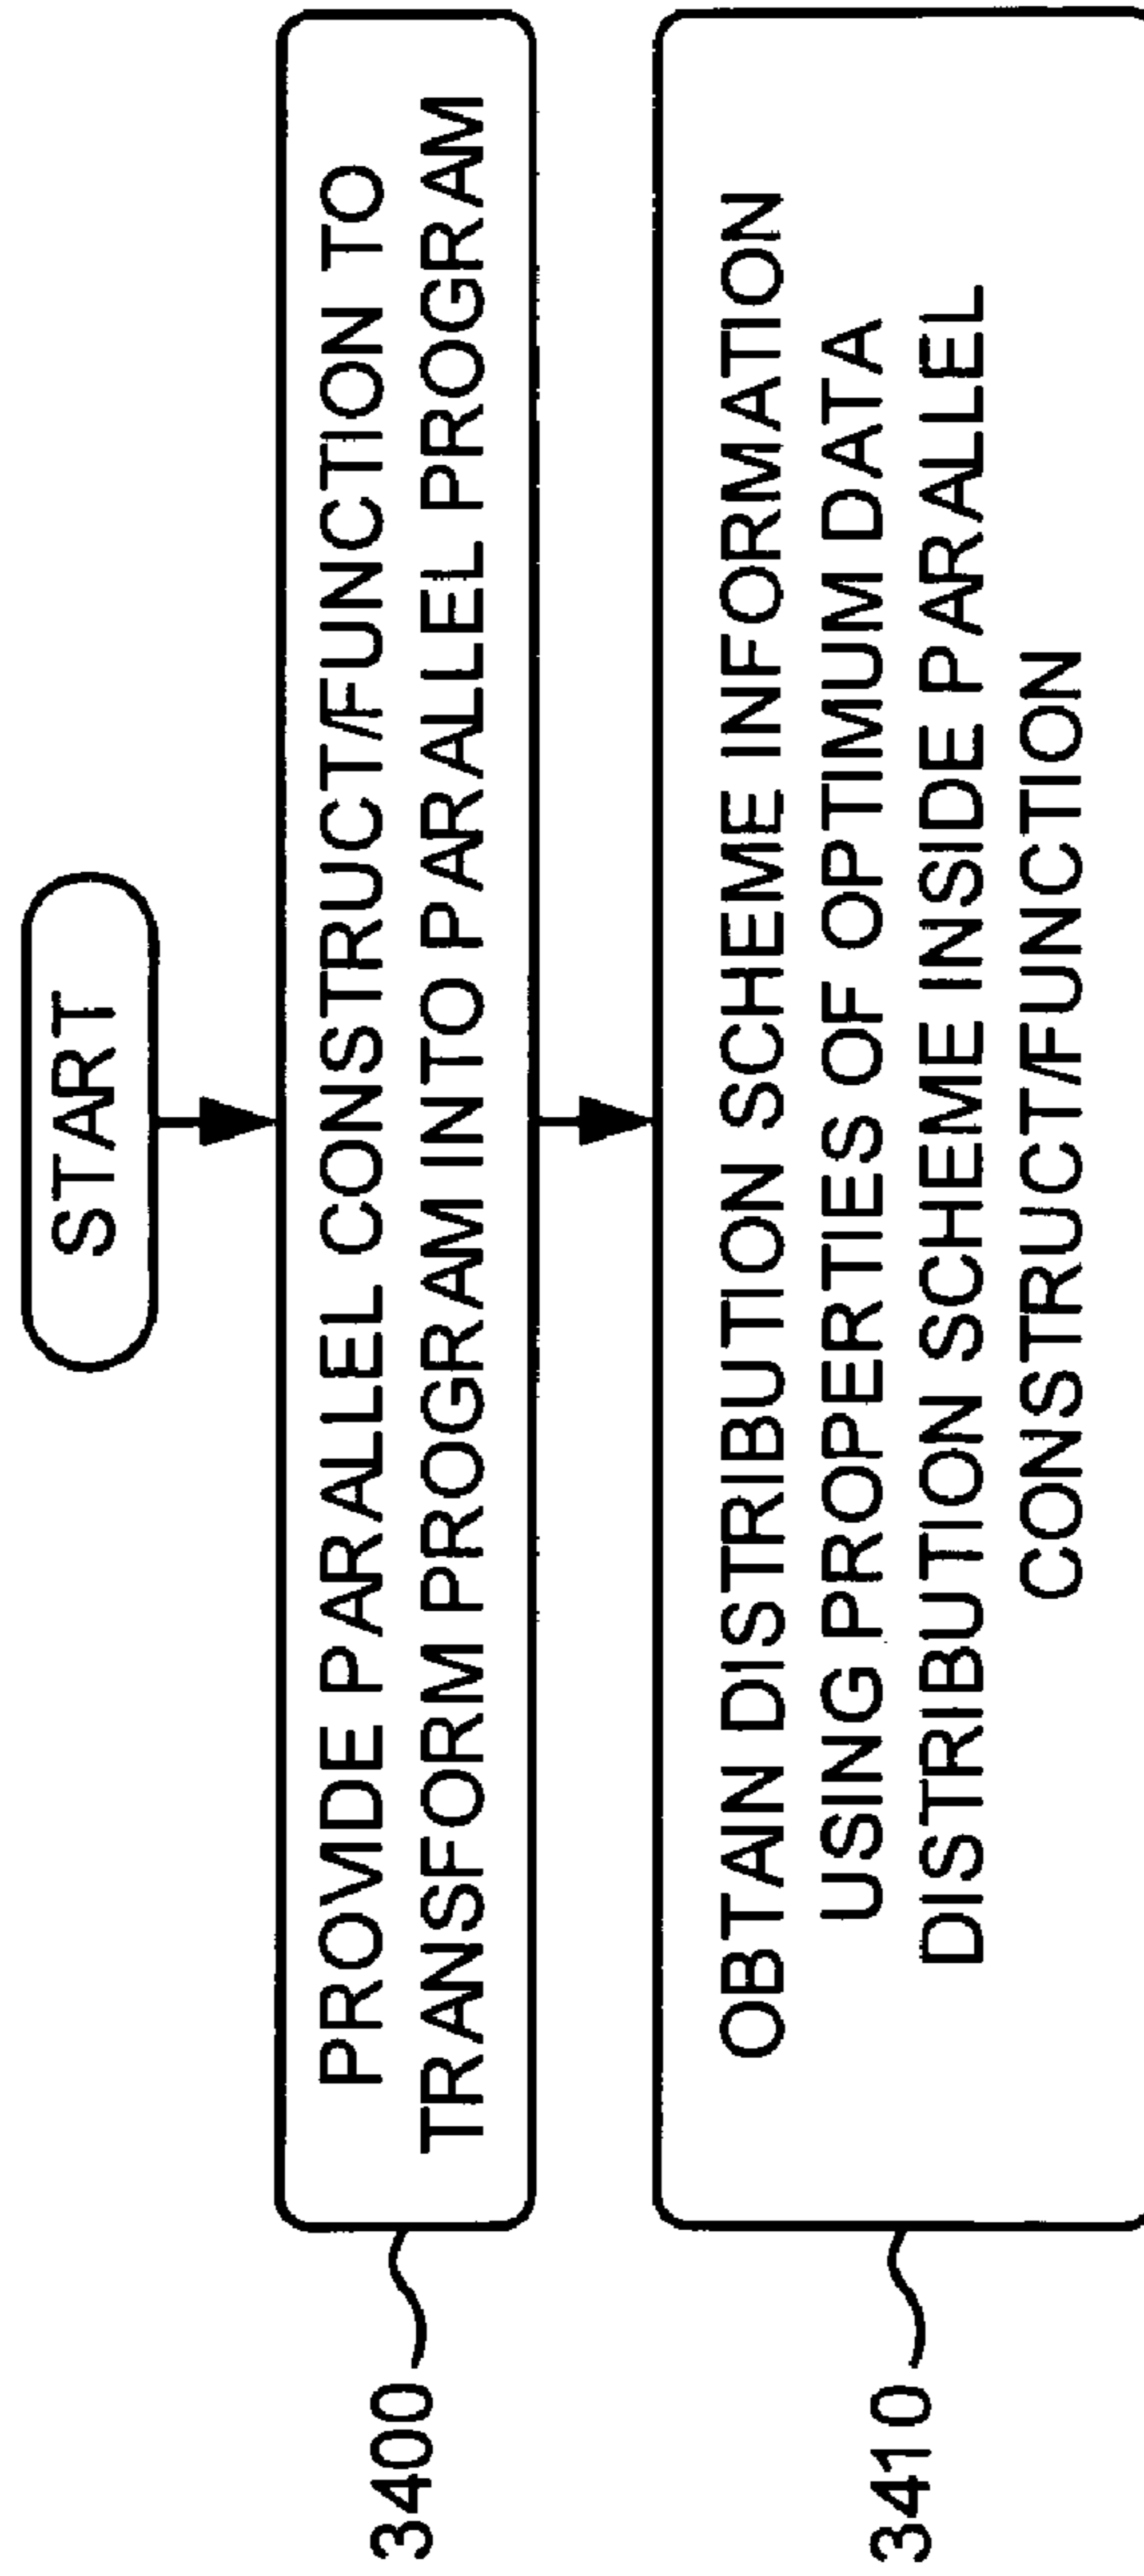 START
PROVIDE PARALLEL CONSTRUCT/FUNCTION TO
TRANSFORM PROGRAM INTO PARALLEL PROGRAM
3400
OBTAIN DISTRIBUTION SCHEME INFORMATION
USING PROPERTIES OF OPTIMUM DATA
DISTRIBUTION SCHEME INSIDE PARALLEL
CONSTRUCT/FUNCTION
3410